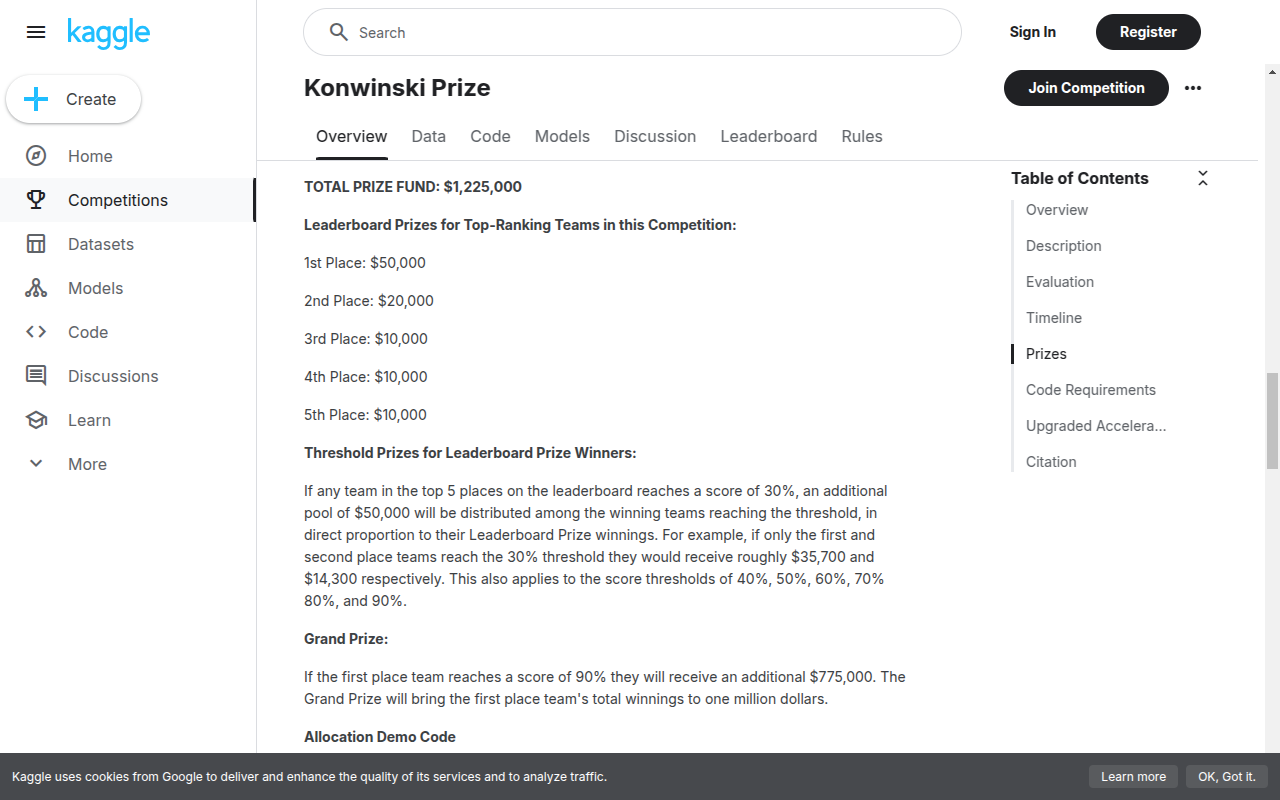 kaggle
Search
Sign In
Register
Create
Home
Competitions
Datasets
Models
Code
Discussions
Learn
More
Konwinski Prize
Join Competition
Overview Data Code Models Discussion Leaderboard Rules
TOTAL PRIZE FUND: $1,225,000
Leaderboard Prizes for Top-Ranking Teams in this Competition:
1st Place: $50,000
2nd Place: $20,000
3rd Place: $10,000
4th Place: $10,000
5th Place: $10,000
Threshold Prizes for Leaderboard Prize Winners:
If any team in the top 5 places on the leaderboard reaches a score of 30%, an additional
pool of $50,000 will be distributed among the winning teams reaching the threshold, in
direct proportion to their Leaderboard Prize winnings. For example, if only the first and
second place teams reach the 30% threshold they would receive roughly $35,700 and
$14,300 respectively. This also applies to the score thresholds of 40%, 50%, 60%, 70%
80%, and 90%.
Grand Prize:
If the first place team reaches a score of 90% they will receive an additional $775,000. The
Grand Prize will bring the first place team's total winnings to one million dollars.
Allocation Demo Code
Table of Contents
Overview
Description
Evaluation
Timeline
Prizes
Code Requirements
Upgraded Accelera...
Citation
Kaggle uses cookies from Google to deliver and enhance the quality of its services and to analyze traffic.
Learn more
OK, Got it.